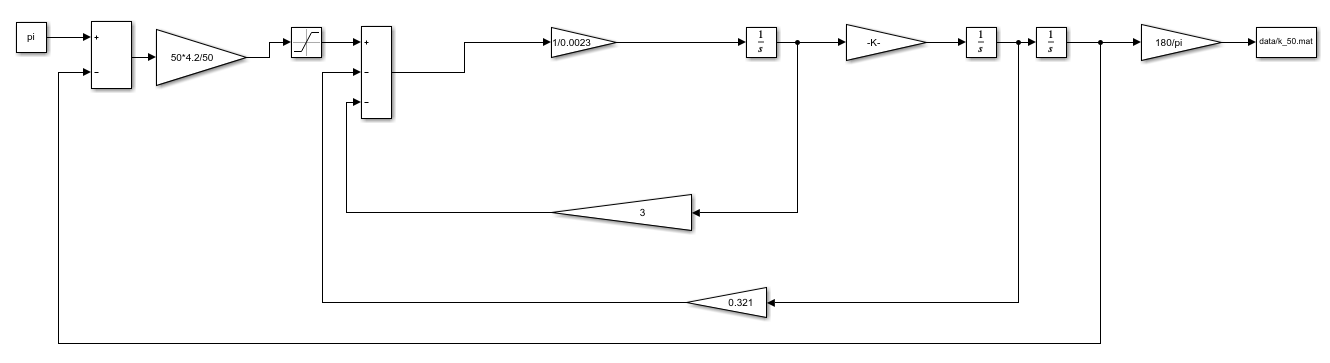 pi
+
−
50*4.2/50
+
−
−
1/0.0023
1
s
-K-
1
s
1
s
180/pi
data/k_50.mat
3
0.321